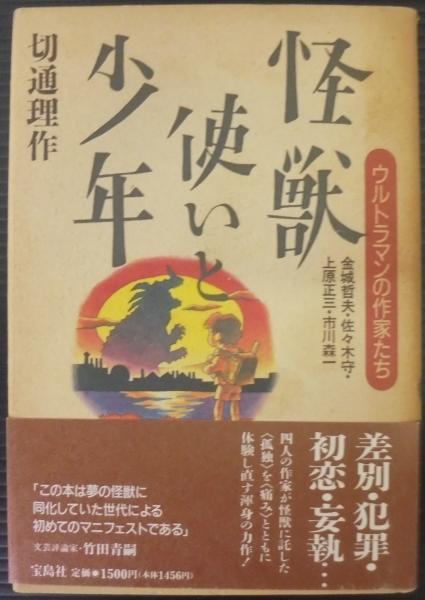 ウルトラマンの作家たち
金城哲夫・佐々木守・
上原正三・市川森一
怪獣
使いと
少年
切通理作
差別・犯罪・
初恋・妄執…
四人の作家が怪獣に託した
〈孤独〉を〈痛み〉とともに
体験し直す渾身の力作!
「この本は夢の怪獣に
同化していた世代による
初めてのマニフェストである」
文芸評論家・竹田青嗣
宝島社 定価●1500円(本体1456円)